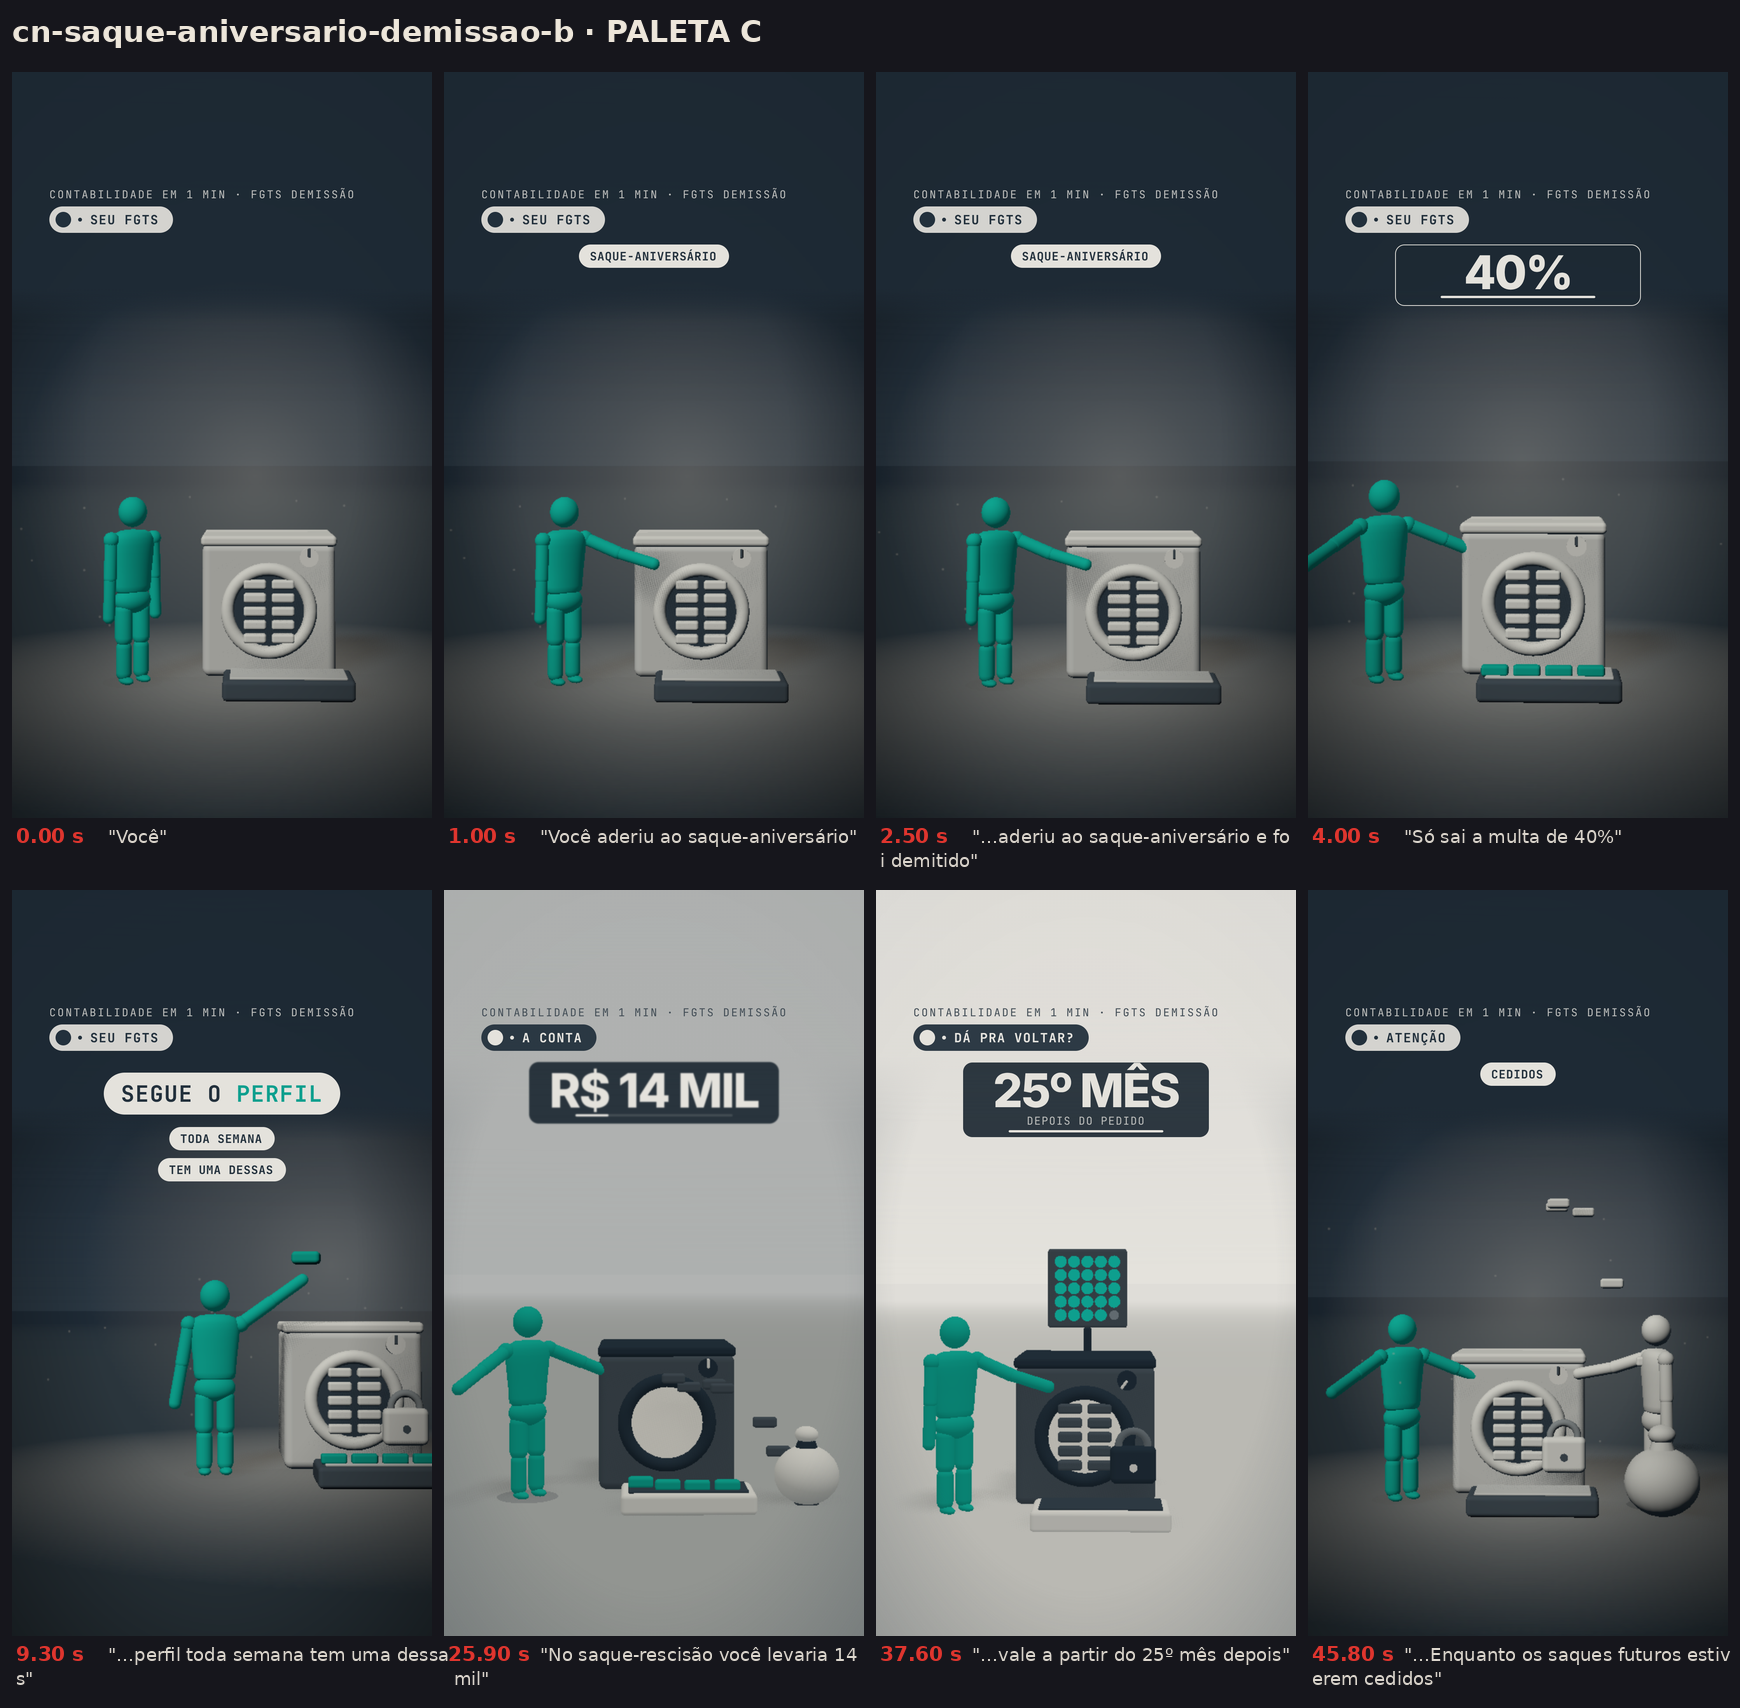 cn-saque-aniversario-demissao-b · PALETA C
CONTABILIDADE EM 1 MIN · FGTS DEMISSÃO
• SEU FGTS
CONTABILIDADE EM 1 MIN · FGTS DEMISSÃO
• SEU FGTS
SAQUE-ANIVERSÁRIO
CONTABILIDADE EM 1 MIN · FGTS DEMISSÃO
• SEU FGTS
SAQUE-ANIVERSÁRIO
CONTABILIDADE EM 1 MIN · FGTS DEMISSÃO
• SEU FGTS
40%
0.00 s "Você"
1.00 s "Você aderiu ao saque-aniversário"
2.50 s "...aderiu ao saque-aniversário e fo
i demitido"
4.00 s "Só sai a multa de 40%"
CONTABILIDADE EM 1 MIN · FGTS DEMISSÃO
• SEU FGTS
SEGUE O PERFIL
TODA SEMANA
TEM UMA DESSAS
CONTABILIDADE EM 1 MIN · FGTS DEMISSÃO
• A CONTA
R$ 14 MIL
CONTABILIDADE EM 1 MIN · FGTS DEMISSÃO
• DÁ PRA VOLTAR?
25º MÊS
DEPOIS DO PEDIDO
CONTABILIDADE EM 1 MIN · FGTS DEMISSÃO
• ATENÇÃO
CEDIDOS
9.30 s "...perfil toda semana tem uma dessa
s"
25.90 s "No saque-rescisão você levaria 14
mil"
37.60 s "...vale a partir do 25º mês depois"
45.80 s "...Enquanto os saques futuros estiv
erem cedidos"